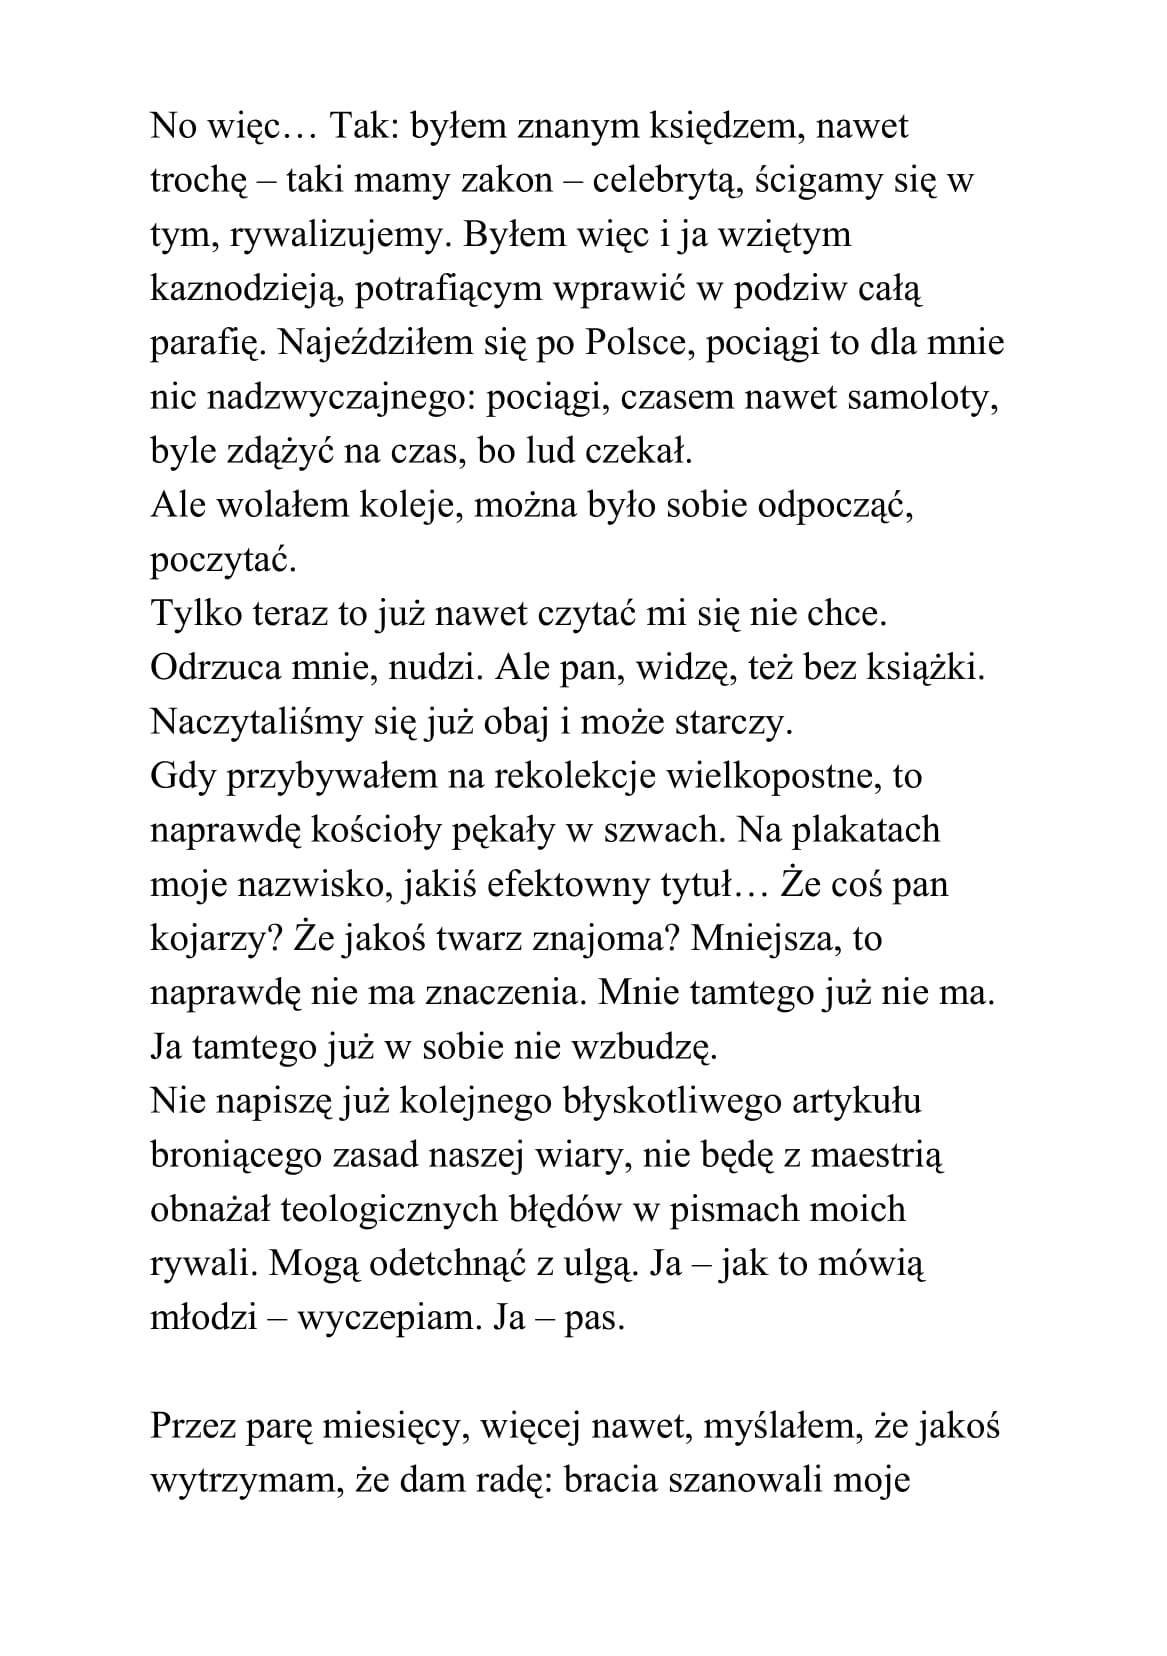 No więc… Tak: byłem znanym księdzem, nawet
trochę – taki mamy zakon – celebrytą, ścigamy się w
tym, rywalizujemy. Byłem więc i ja wziętym
kaznodzieją, potrafiącym wprawić w podziw całą
parafię. Najeździłem się po Polsce, pociągi to dla mnie
nic nadzwyczajnego: pociągi, czasem nawet samoloty,
byle zdążyć na czas, bo lud czekał.
Ale wolałem koleje, można było sobie odpocząć,
poczytać.
Tylko teraz to już nawet czytać mi się nie chce.
Odrzuca mnie, nudzi. Ale pan, widzę, też bez książki.
Naczytaliśmy się już obaj i może starczy.
Gdy przybywałem na rekolekcje wielkopostne, to
naprawdę kościoły pękały w szwach. Na plakatach
moje nazwisko, jakiś efektowny tytuł… Że coś pan
kojarzy? Że jakoś twarz znajoma? Mniejsza, to
naprawdę nie ma znaczenia. Mnie tamtego już nie ma.
Ja tamtego już w sobie nie wzbudzę.
Nie napiszę już kolejnego błyskotliwego artykułu
broniącego zasad naszej wiary, nie będę z maestrią
obnażał teologicznych błędów w pismach moich
rywali. Mogą odetchnąć z ulgą. Ja – jak to mówią
młodzi – wyczepiam. Ja – pas.
Przez parę miesięcy, więcej nawet, myślałem, że jakoś
wytrzymam, że dam radę: bracia szanowali moje